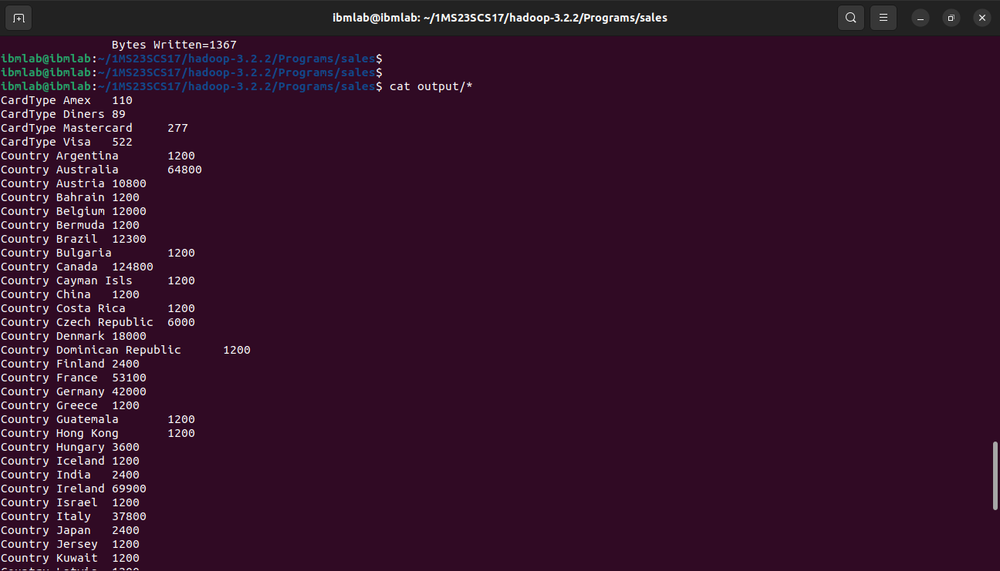 ibmlab@ibmlab: ~/1MS23SCS17/hadoop-3.2.2/Programs/sales
Bytes Written=1367
ibmlab@ibmlab:~/1MS23SCS17/hadoop-3.2.2/Programs/sales$
ibmlab@ibmlab:~/1MS23SCS17/hadoop-3.2.2/Programs/sales$
ibmlab@ibmlab:~/1MS23SCS17/hadoop-3.2.2/Programs/sales$ cat output/*
CardType Amex	110
CardType Diners	89
CardType Mastercard	277
CardType Visa	522
Country Argentina	1200
Country Australia	64800
Country Austria	10800
Country Bahrain	1200
Country Belgium	12000
Country Bermuda	1200
Country Brazil	12300
Country Bulgaria	1200
Country Canada	124800
Country Cayman Isls	1200
Country China	1200
Country Costa Rica	1200
Country Czech Republic	6000
Country Denmark	18000
Country Dominican Republic	1200
Country Finland	2400
Country France	53100
Country Germany	42000
Country Greece	1200
Country Guatemala	1200
Country Hong Kong	1200
Country Hungary	3600
Country Iceland	1200
Country India	2400
Country Ireland	69900
Country Israel	1200
Country Italy	37800
Country Japan	2400
Country Jersey	1200
Country Kuwait	1200
Country Latvia	1200